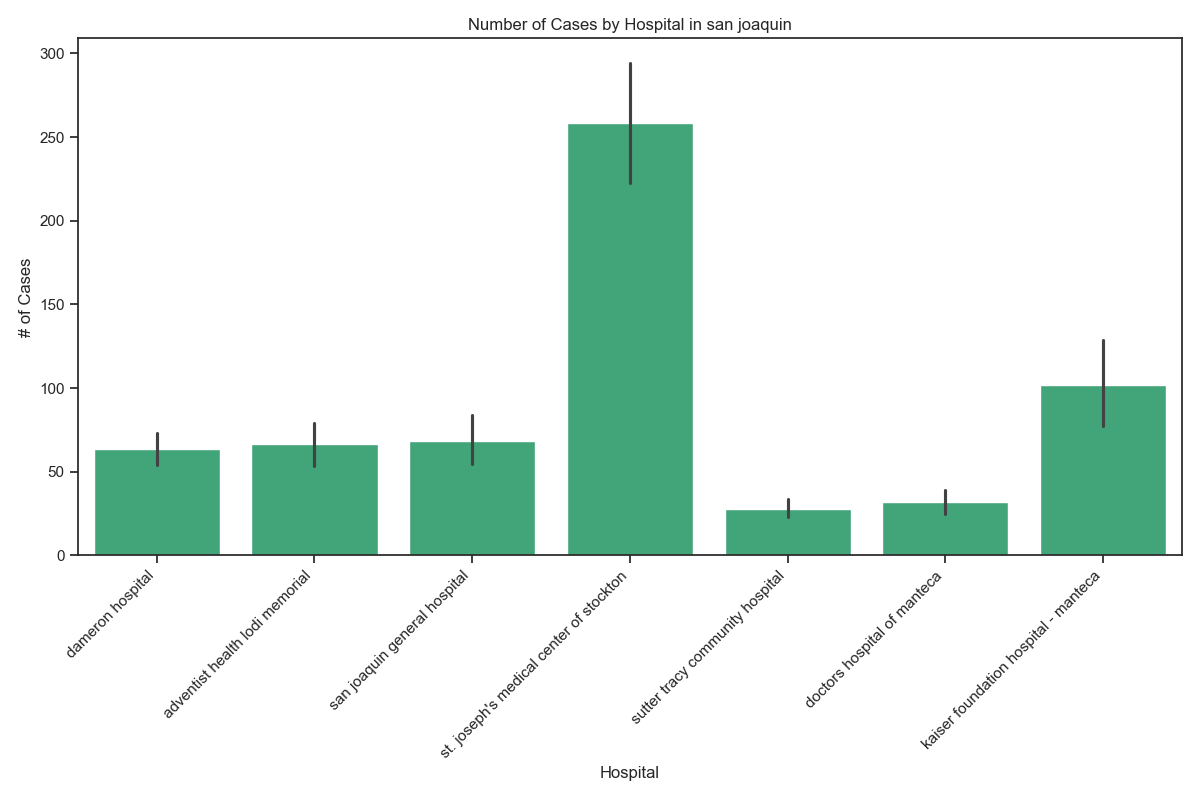 Number of Cases by Hospital in san joaquin
300
250
200
150
100
50
0
# of Cases
dameron hospital
adventist health lodi memorial
san joaquin general hospital
st. joseph's medical center of stockton
sutter tracy community hospital
doctors hospital of manteca
kaiser foundation hospital - manteca
Hospital